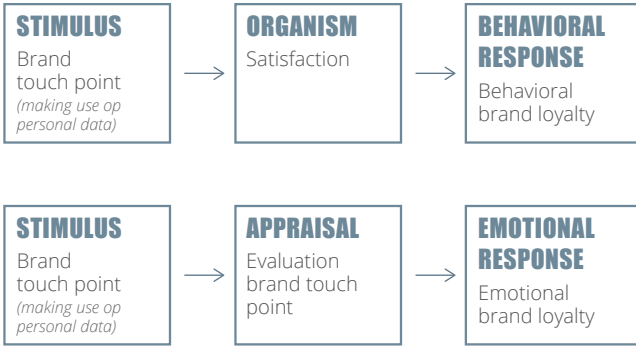 STIMULUS
Brand
touch point
(making use op
personal data)
ORGANISM
Satisfaction
BEHAVIORAL
RESPONSE
Behavioral
brand loyalty
STIMULUS
Brand
touch point
(making use op
personal data)
APPRAISAL
Evaluation
brand touch
point
EMOTIONAL
RESPONSE
Emotional
brand loyalty